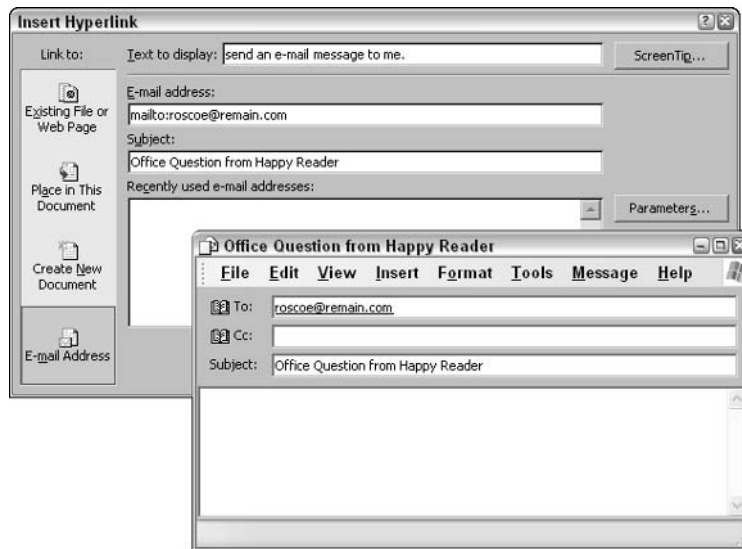 Insert Hyperlink
Link to:
Text to display: send an e-mail message to me.
ScreenTip...
E-mail address:
Existing File or
Web Page
mailto:roscoe@remain.com
Subject:
Office Question from Happy Reader
Place in This
Document
Recently used e-mail addresses:
Parameters...
Create New
Document
E-mail Address
Office Question from Happy Reader
File Edit View Insert Format Tools Message Help
To: roscoe@remain.com
Cc:
Subject: Office Question from Happy Reader